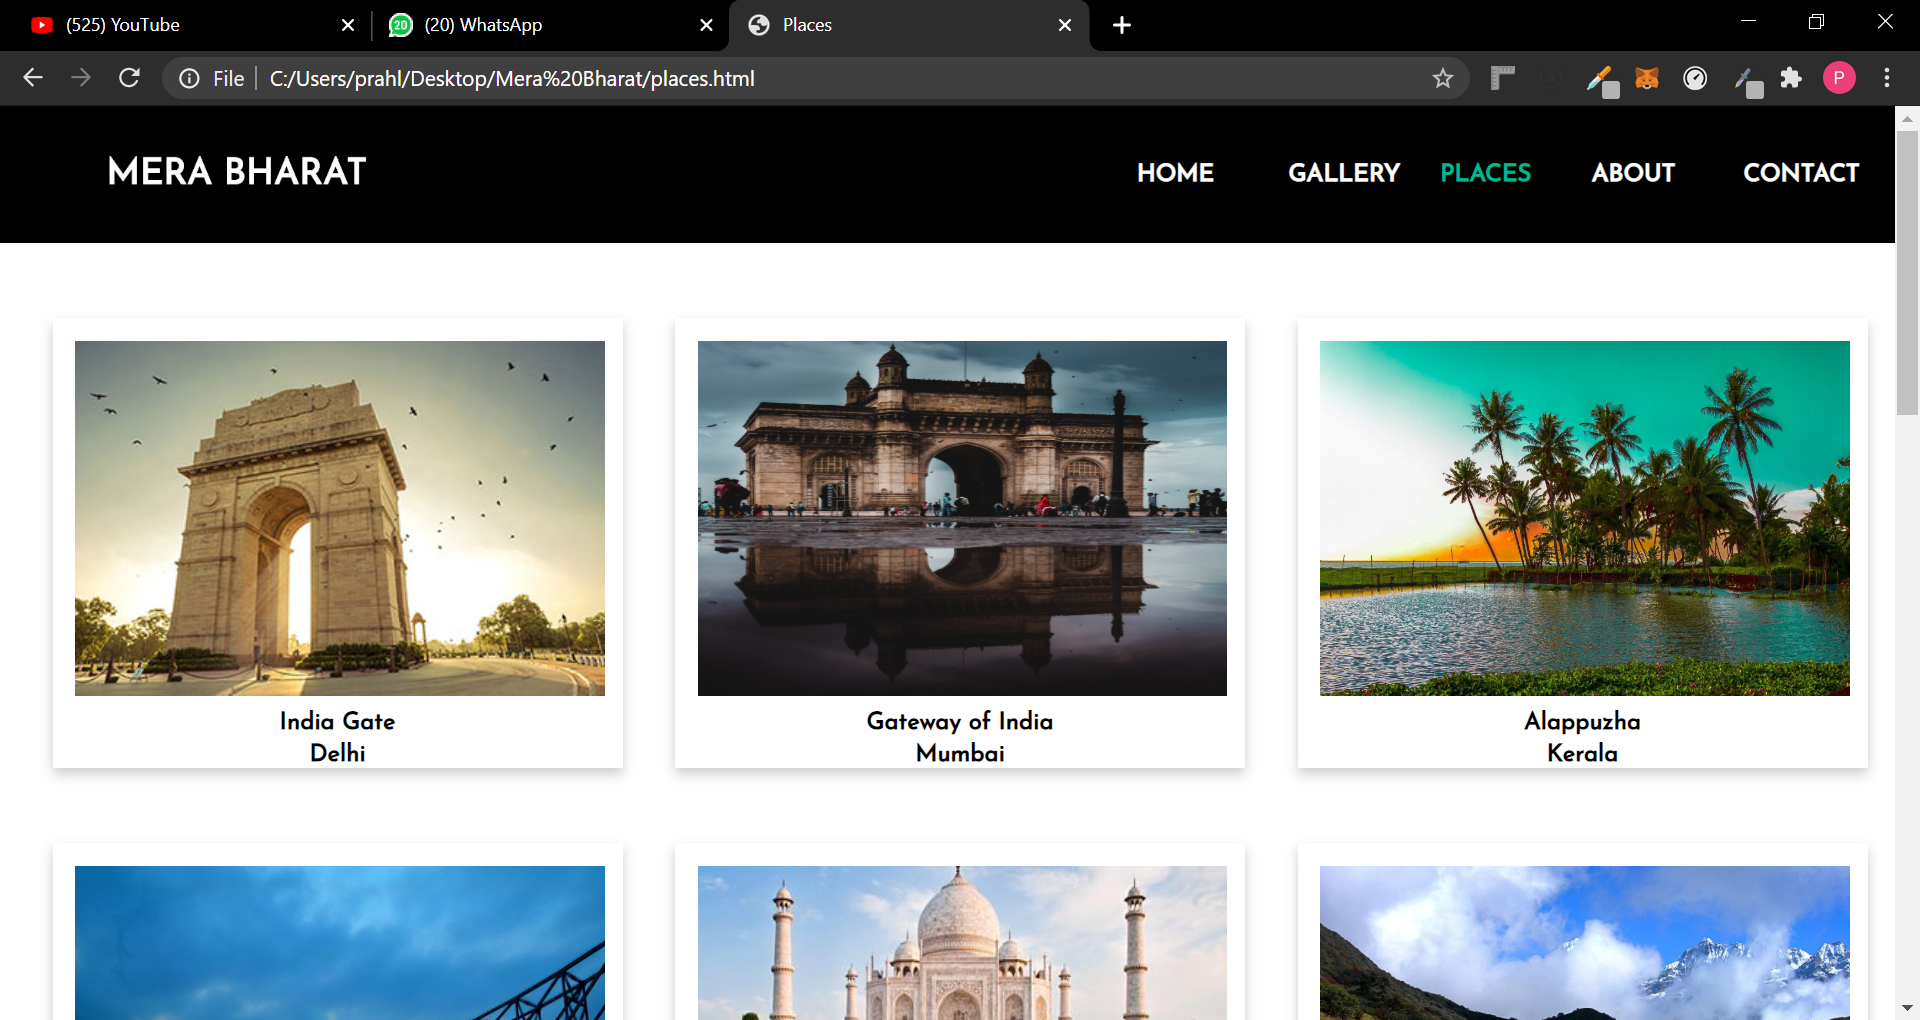 (525) YouTube
(20) WhatsApp
Places
File
C:/Users/prahl/Desktop/Mera%20Bharat/places.html
P
20
MERA BHARAT
HOME
GALLERY
PLACES
ABOUT
CONTACT
India Gate
Delhi
Gateway of India
Mumbai
Alappuzha
Kerala